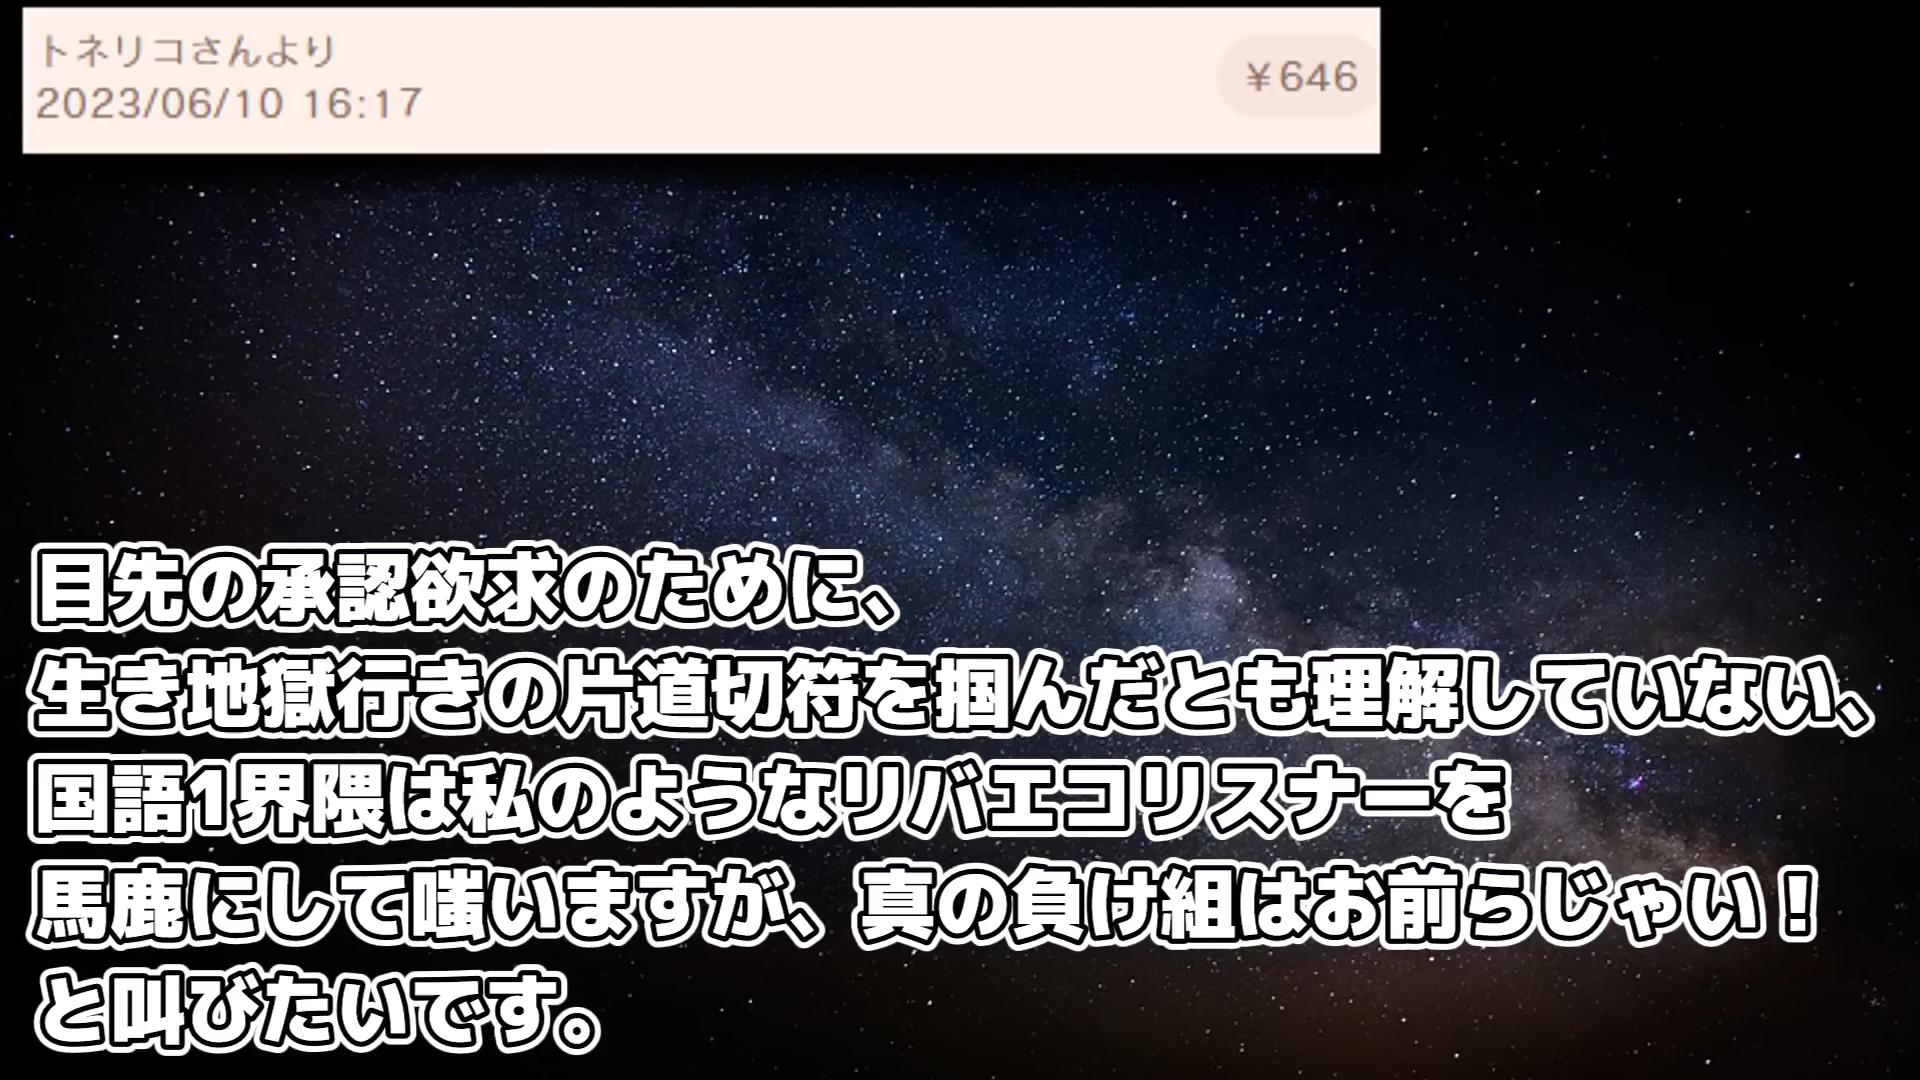 トネリコさんより
2023/06/10 16:17
¥646
目先の承認欲求のために、
生き地獄行きの片道切符を掴んだとも理解していない、
国語1界隈は私のようなリバエコリスナーを
馬鹿にして嗤いますが、真の負け組はお前らじゃい！
と叫びたいです。